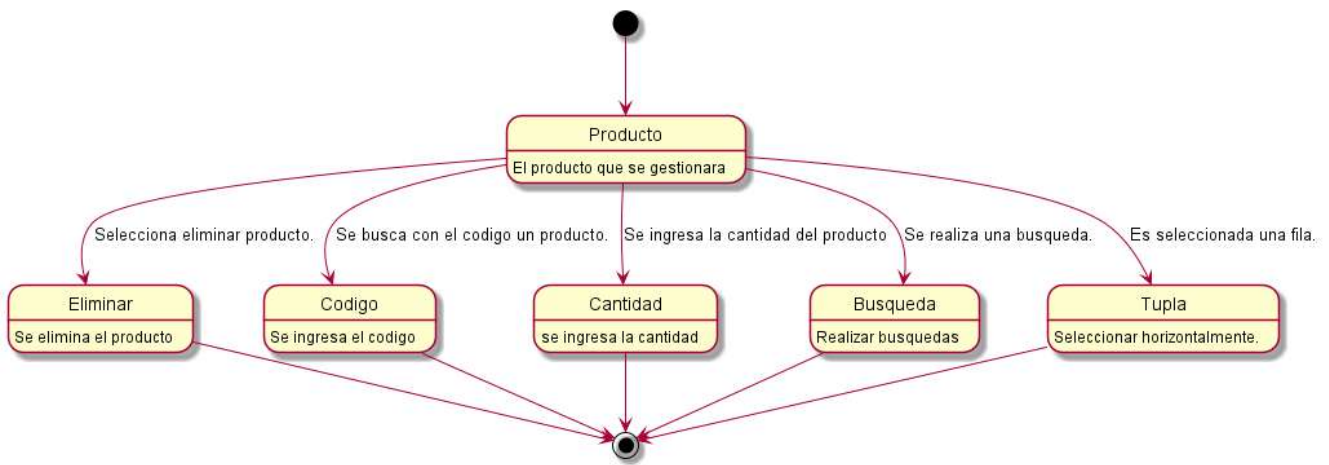 Producto
El producto que se gestionara
Selecciona eliminar producto.
Se busca con el codigo un producto.
Se ingresa la cantidad del producto
Se realiza una busqueda.
Es seleccionada una fila.
Eliminar
Se elimina el producto
Codigo
Se ingresa el codigo
Cantidad
se ingresa la cantidad
Busqueda
Realizar busquedas
Tupla
Seleccionar horizontalmente.